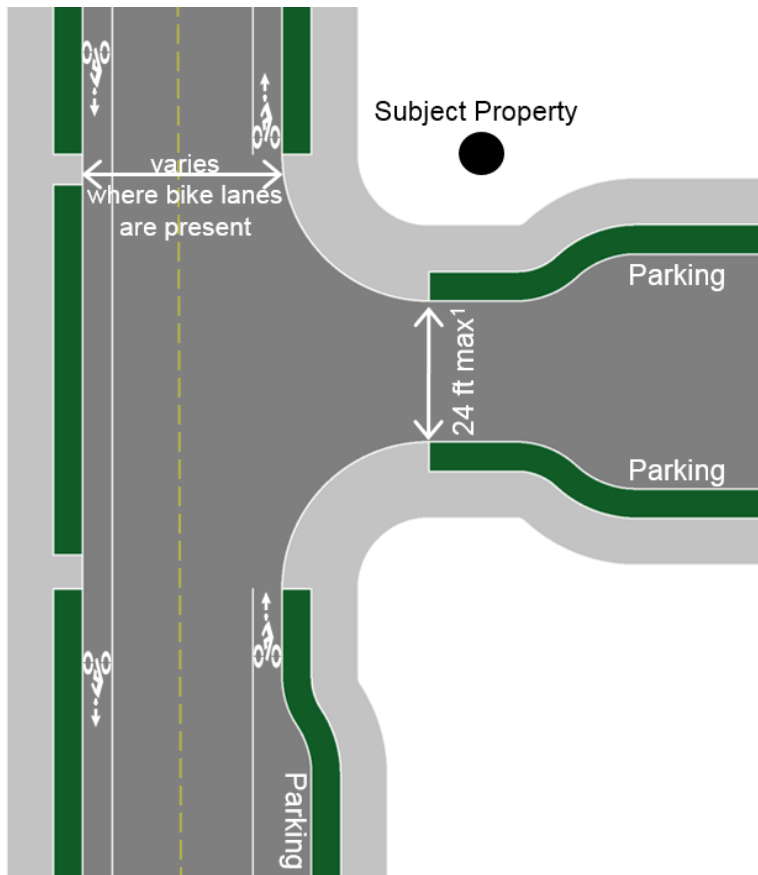 Subject Property
varies
where bike lanes
are present
Parking
24 ft max¹
Parking
Parking